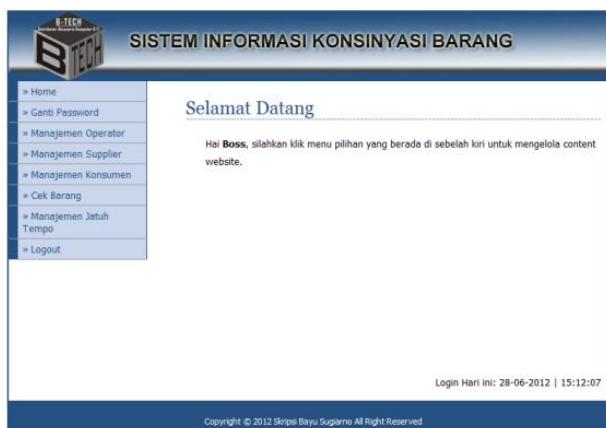 B-TECH
B
TECH
SISTEM INFORMASI KONSINYASI BARANG
» Home
» Ganti Password
» Manajemen Operator
» Manajemen Supplier
» Manajemen Konsumen
» Cek Barang
» Manajemen Jatuh
Tempo
» Logout
Selamat Datang
Hai Boss, silahkan klik menu pilihan yang berada di sebelah kiri untuk mengelola content
website.
Login Hari ini: 28-06-2012 | 15:12:07
Copyright © 2012 Skripsi Bayu Sugiarno All Right Reserved